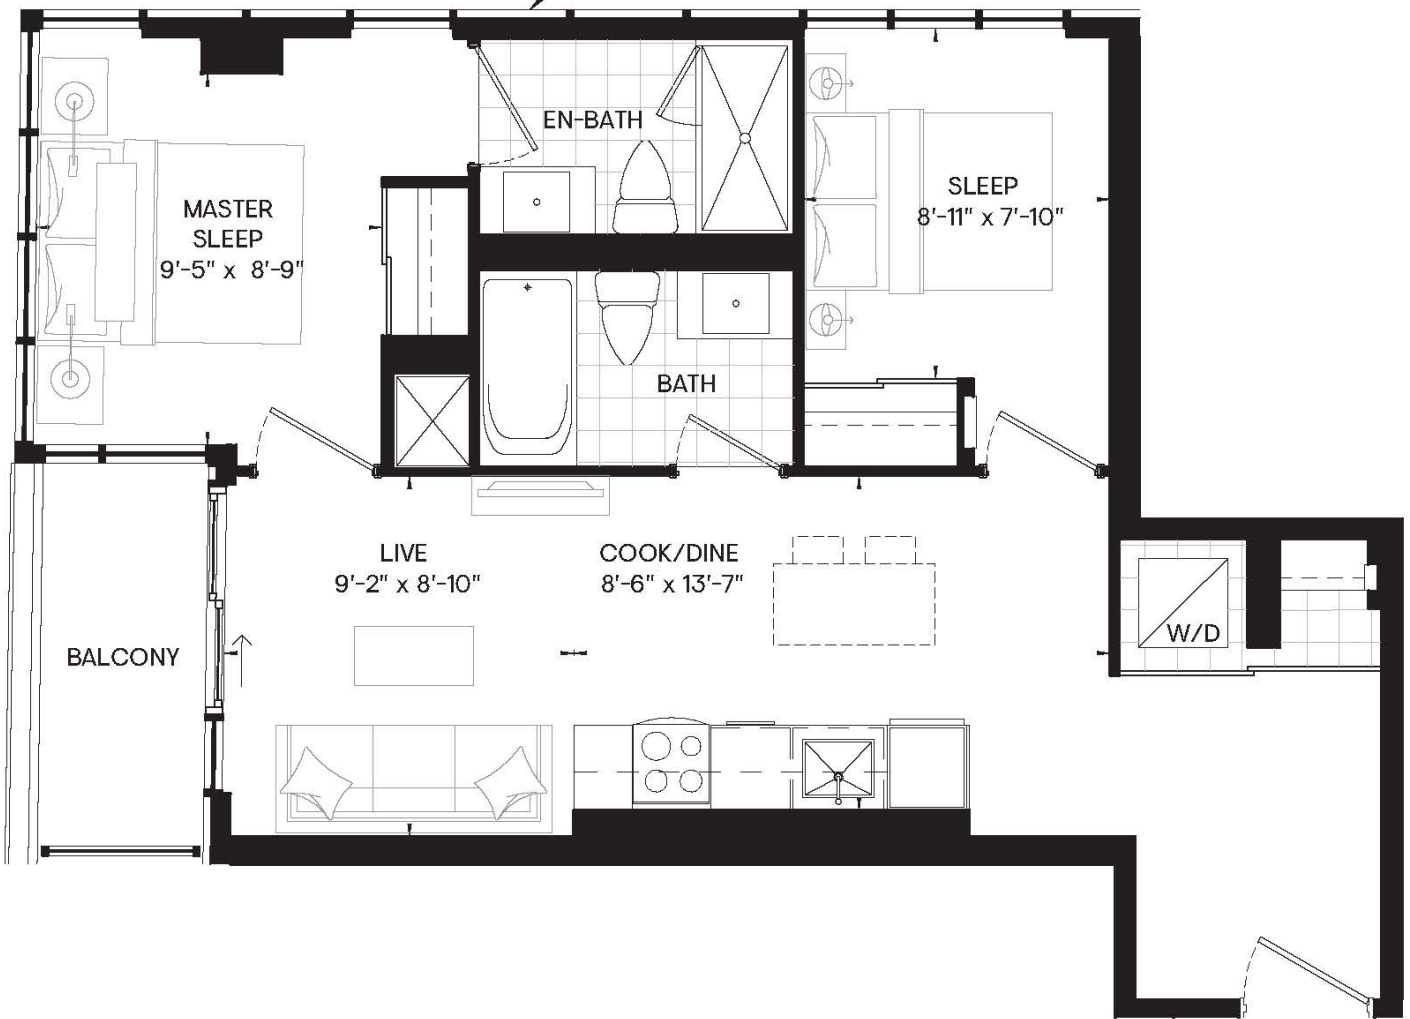 EN-BATH
MASTER
SLEEP
9'-5" x 8'-9"
SLEEP
8'-11" x 7'-10"
BATH
LIVE
9'-2" x 8'-10"
COOK/DINE
8'-6" x 13'-7"
W/D
BALCONY